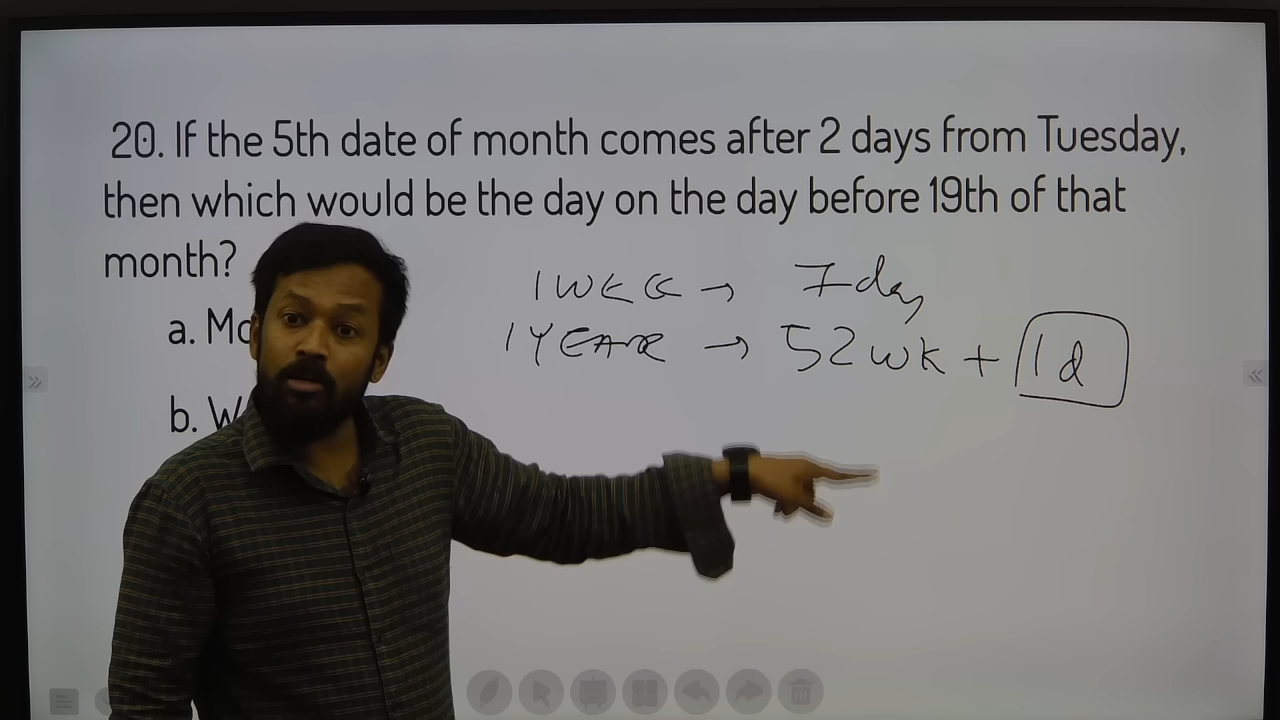 20. If the 5th date of month comes after 2 days from Tuesday,
then which would be the day on the day before 19th of that
month?
1 WEEK → 7 day
1 YEAR → 52 wk + 1d
a. Mo
b. W